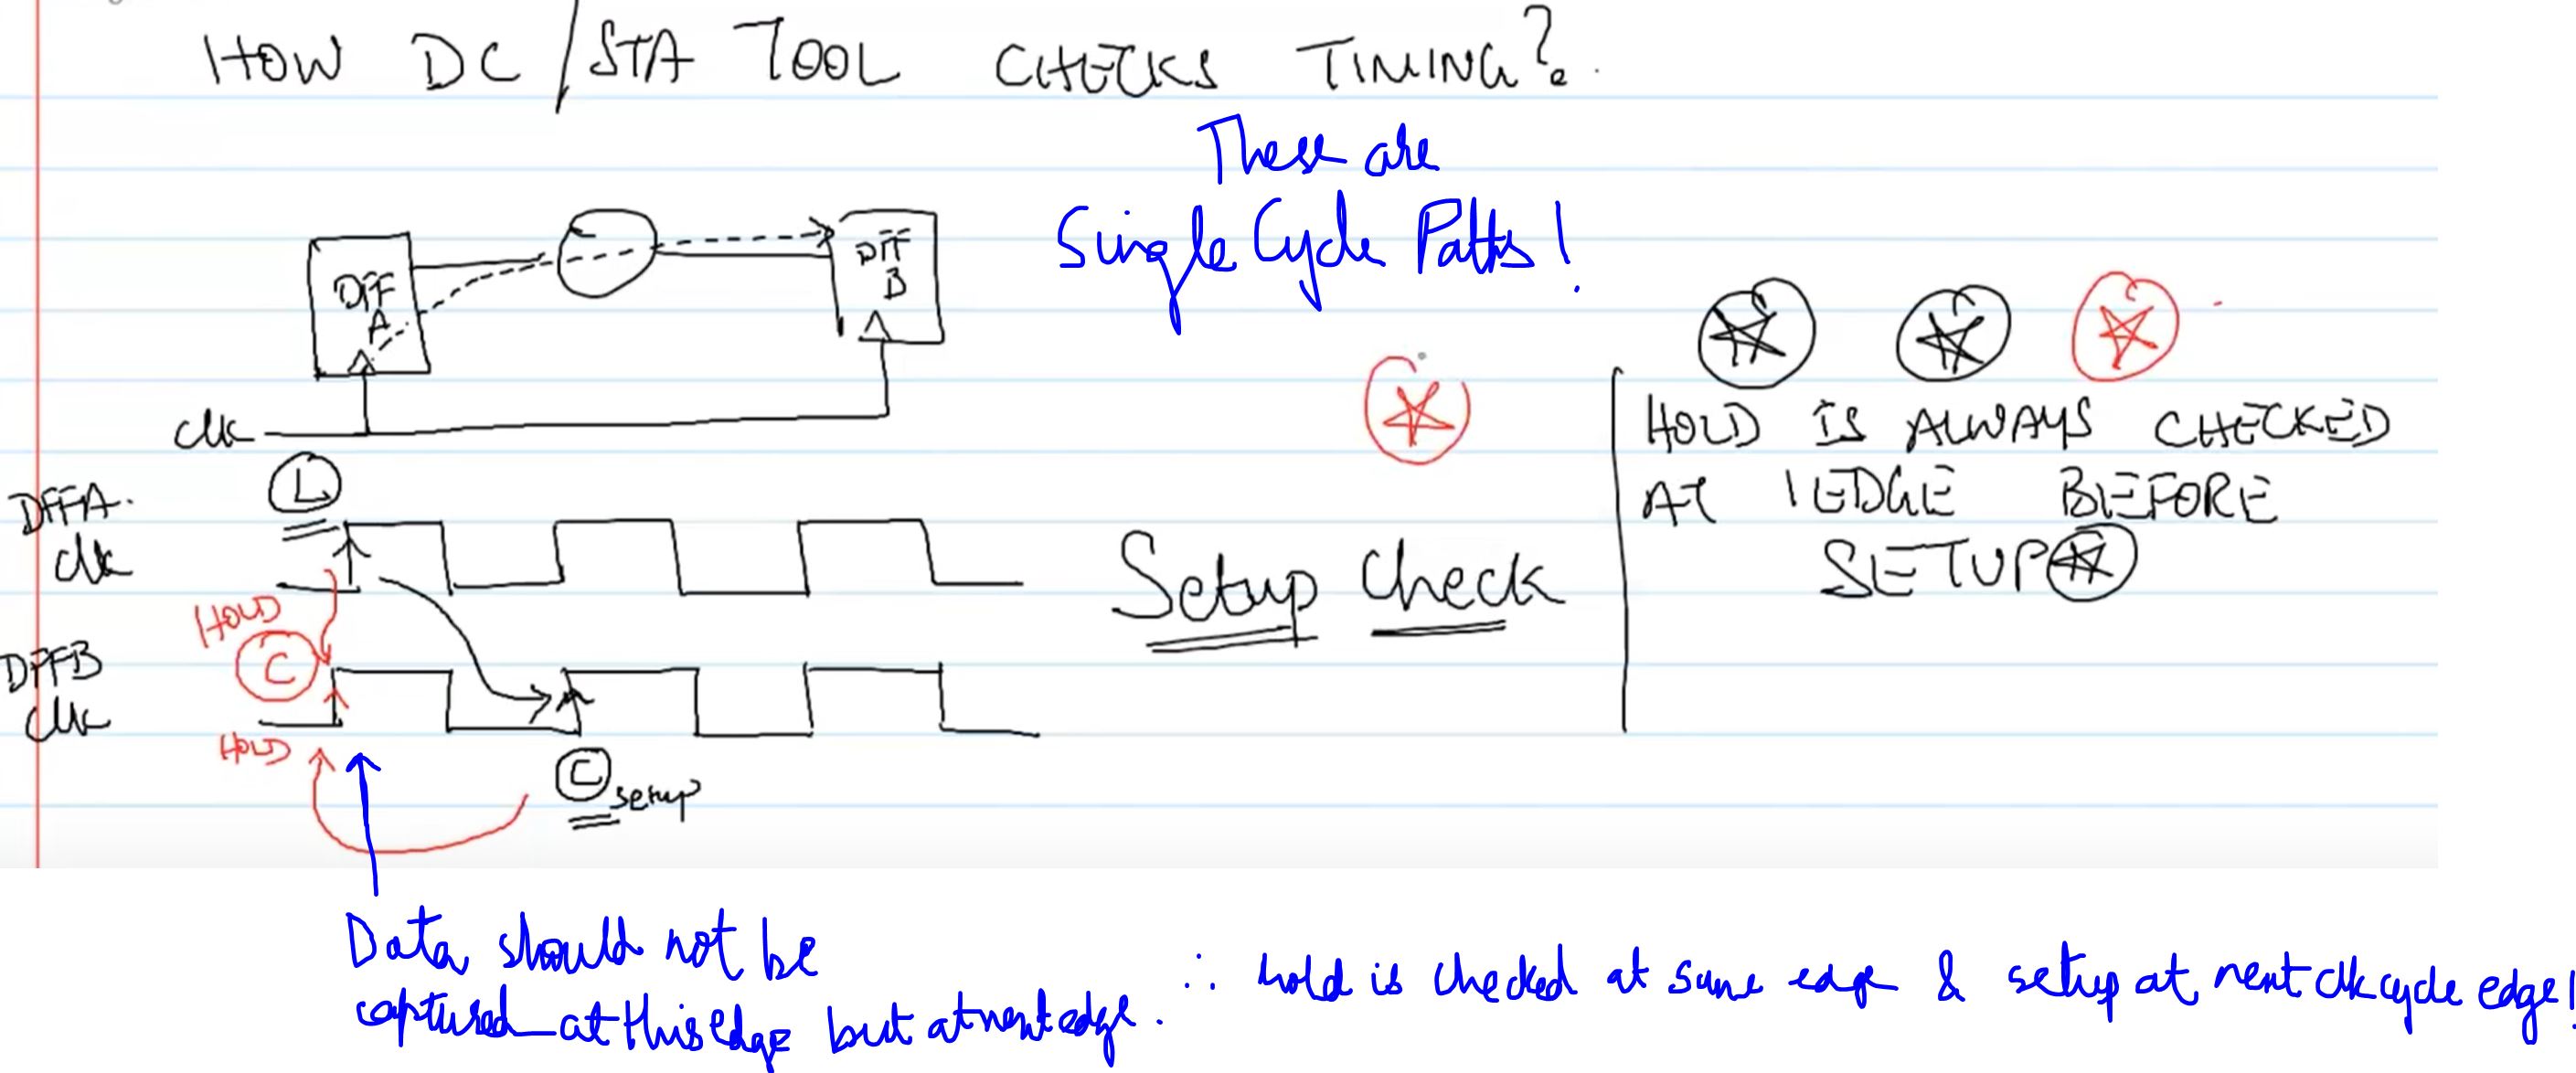 HOW DC/STA TOOL CHECKS TIMING?.
These are
Single Cycle Paths!
DFF
A
DFF
B
clk
L
DFFA.
clk
HOLD
C
DFFB
clk
HOLD
C setup
Setup Check
HOLD IS ALWAYS CHECKED
AT 1 EDGE BEFORE
SETUP
Data should not be
captured at this edge but at next edge.
∴ hold is checked at same edge & setup at next clk cycle edge!